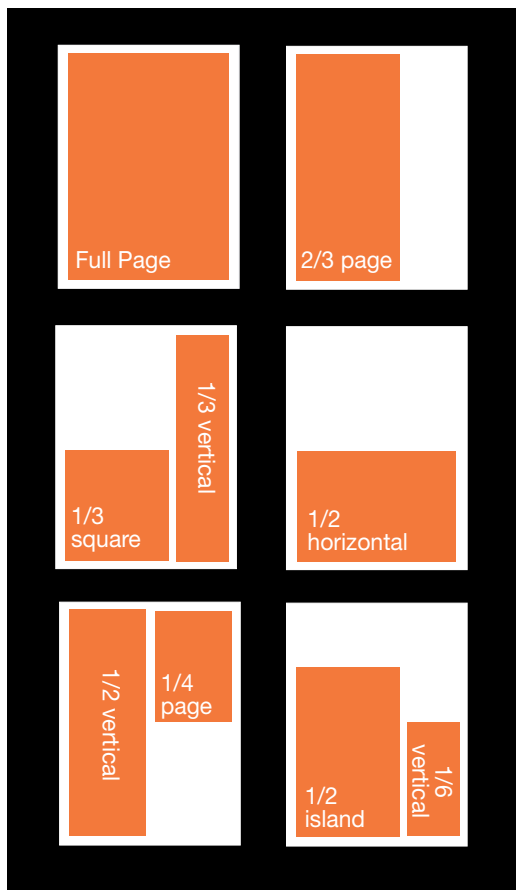 Full Page
2/3 page
1/3
square
1/3 vertical
1/2
horizontal
1/2 vertical
1/4
page
1/2
island
1/6
vertical